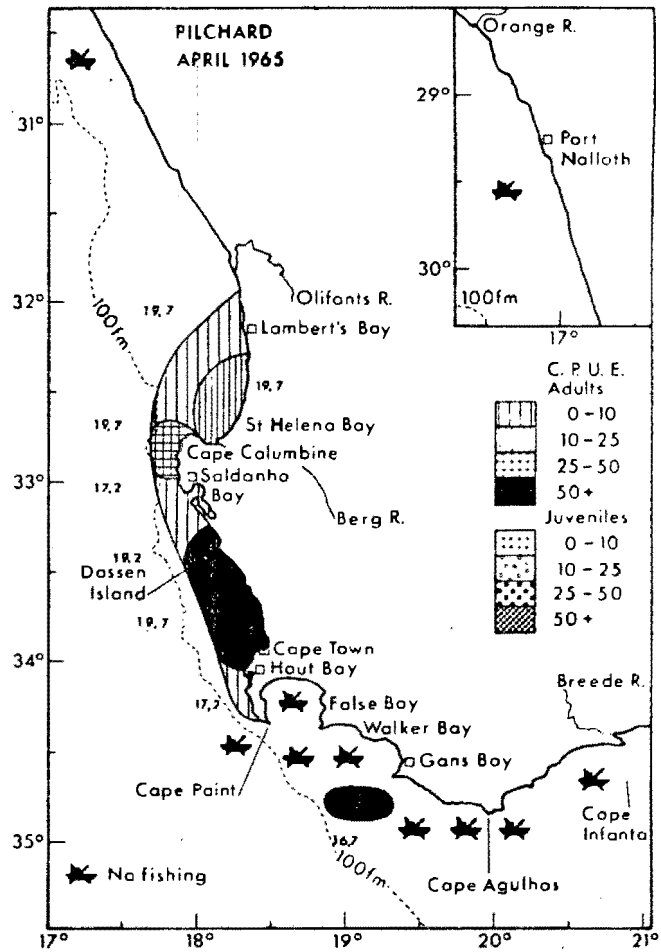 PILCHARD
APRIL 1965
Orange R.
29°
Port
Nalloth
30°
100fm
17°
31°
32°
33°
34°
35°
19,7
100fm
Olifants R.
Lambert's Bay
19,7
19,7
St Helena Bay
Cape Calumbine
Saldanha
Bay
17,2
Berg R.
19,2
Dassen
Island
19,7
Cape Town
Hout Bay
17,2
False Bay
Walker Bay
Breede R.
Gans Bay
Cape Paint
Cape
Infanta
16,7
100fm
Cape Agulhas
No fishing
C. P. U. E.
Adults
0-10
10-25
25-50
50+
Juveniles
0-10
10-25
25-50
50+
17°
18°
19°
20°
21°